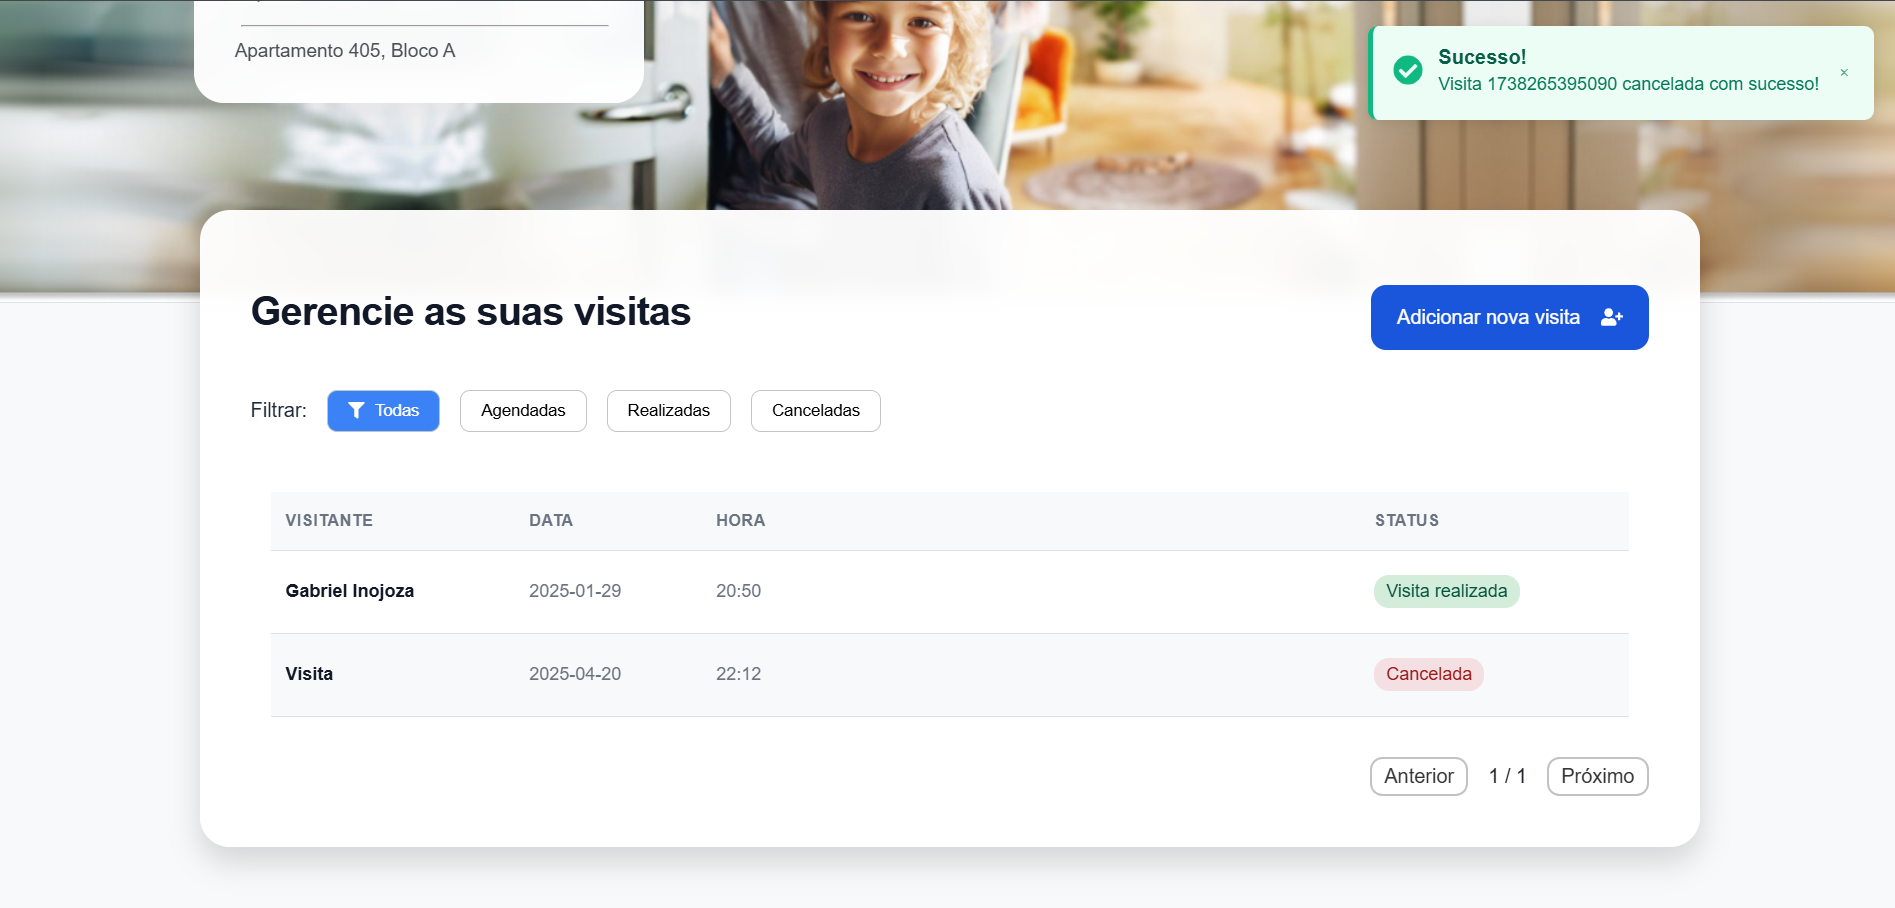 Apartamento 405, Bloco A
Sucesso!
Visita 1738265395090 cancelada com sucesso!
×
Gerencie as suas visitas
Adicionar nova visita
Filtrar: Todas Agendadas Realizadas Canceladas
VISITANTE DATA HORA STATUS
Gabriel Inojoza 2025-01-29 20:50 Visita realizada
Visita 2025-04-20 22:12 Cancelada
Anterior 1 / 1 Próximo